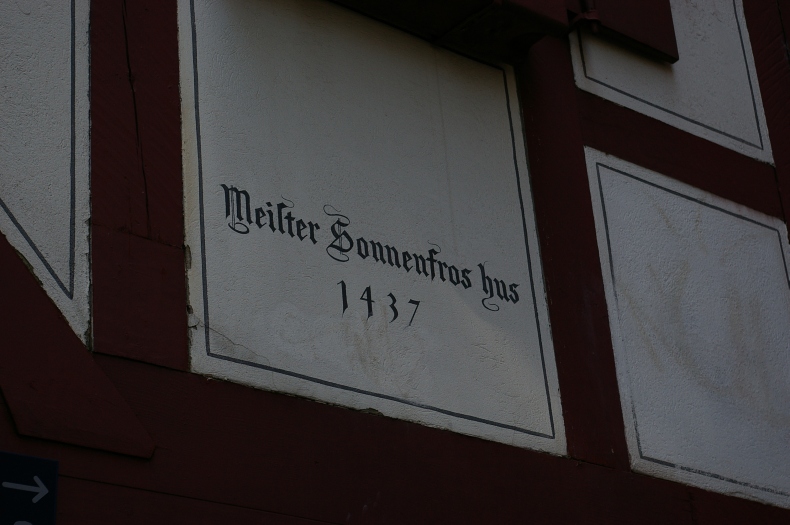 Meiſter Sonnenfros hus
1437
→